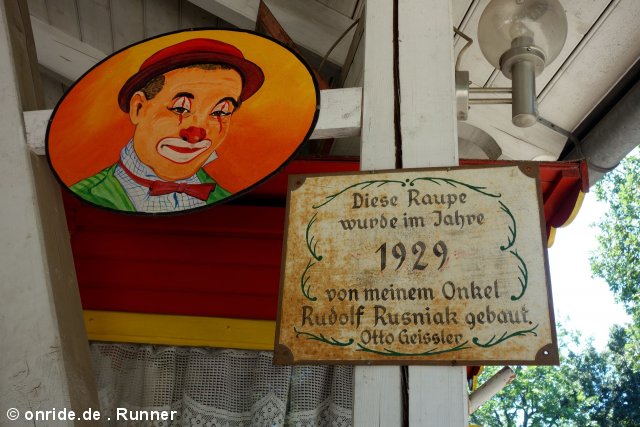 Diese Raupe
wurde im Jahre
1929
von meinem Onkel
Rudolf Rusniak gebaut.
Otto Geissler
© onride.de . Runner